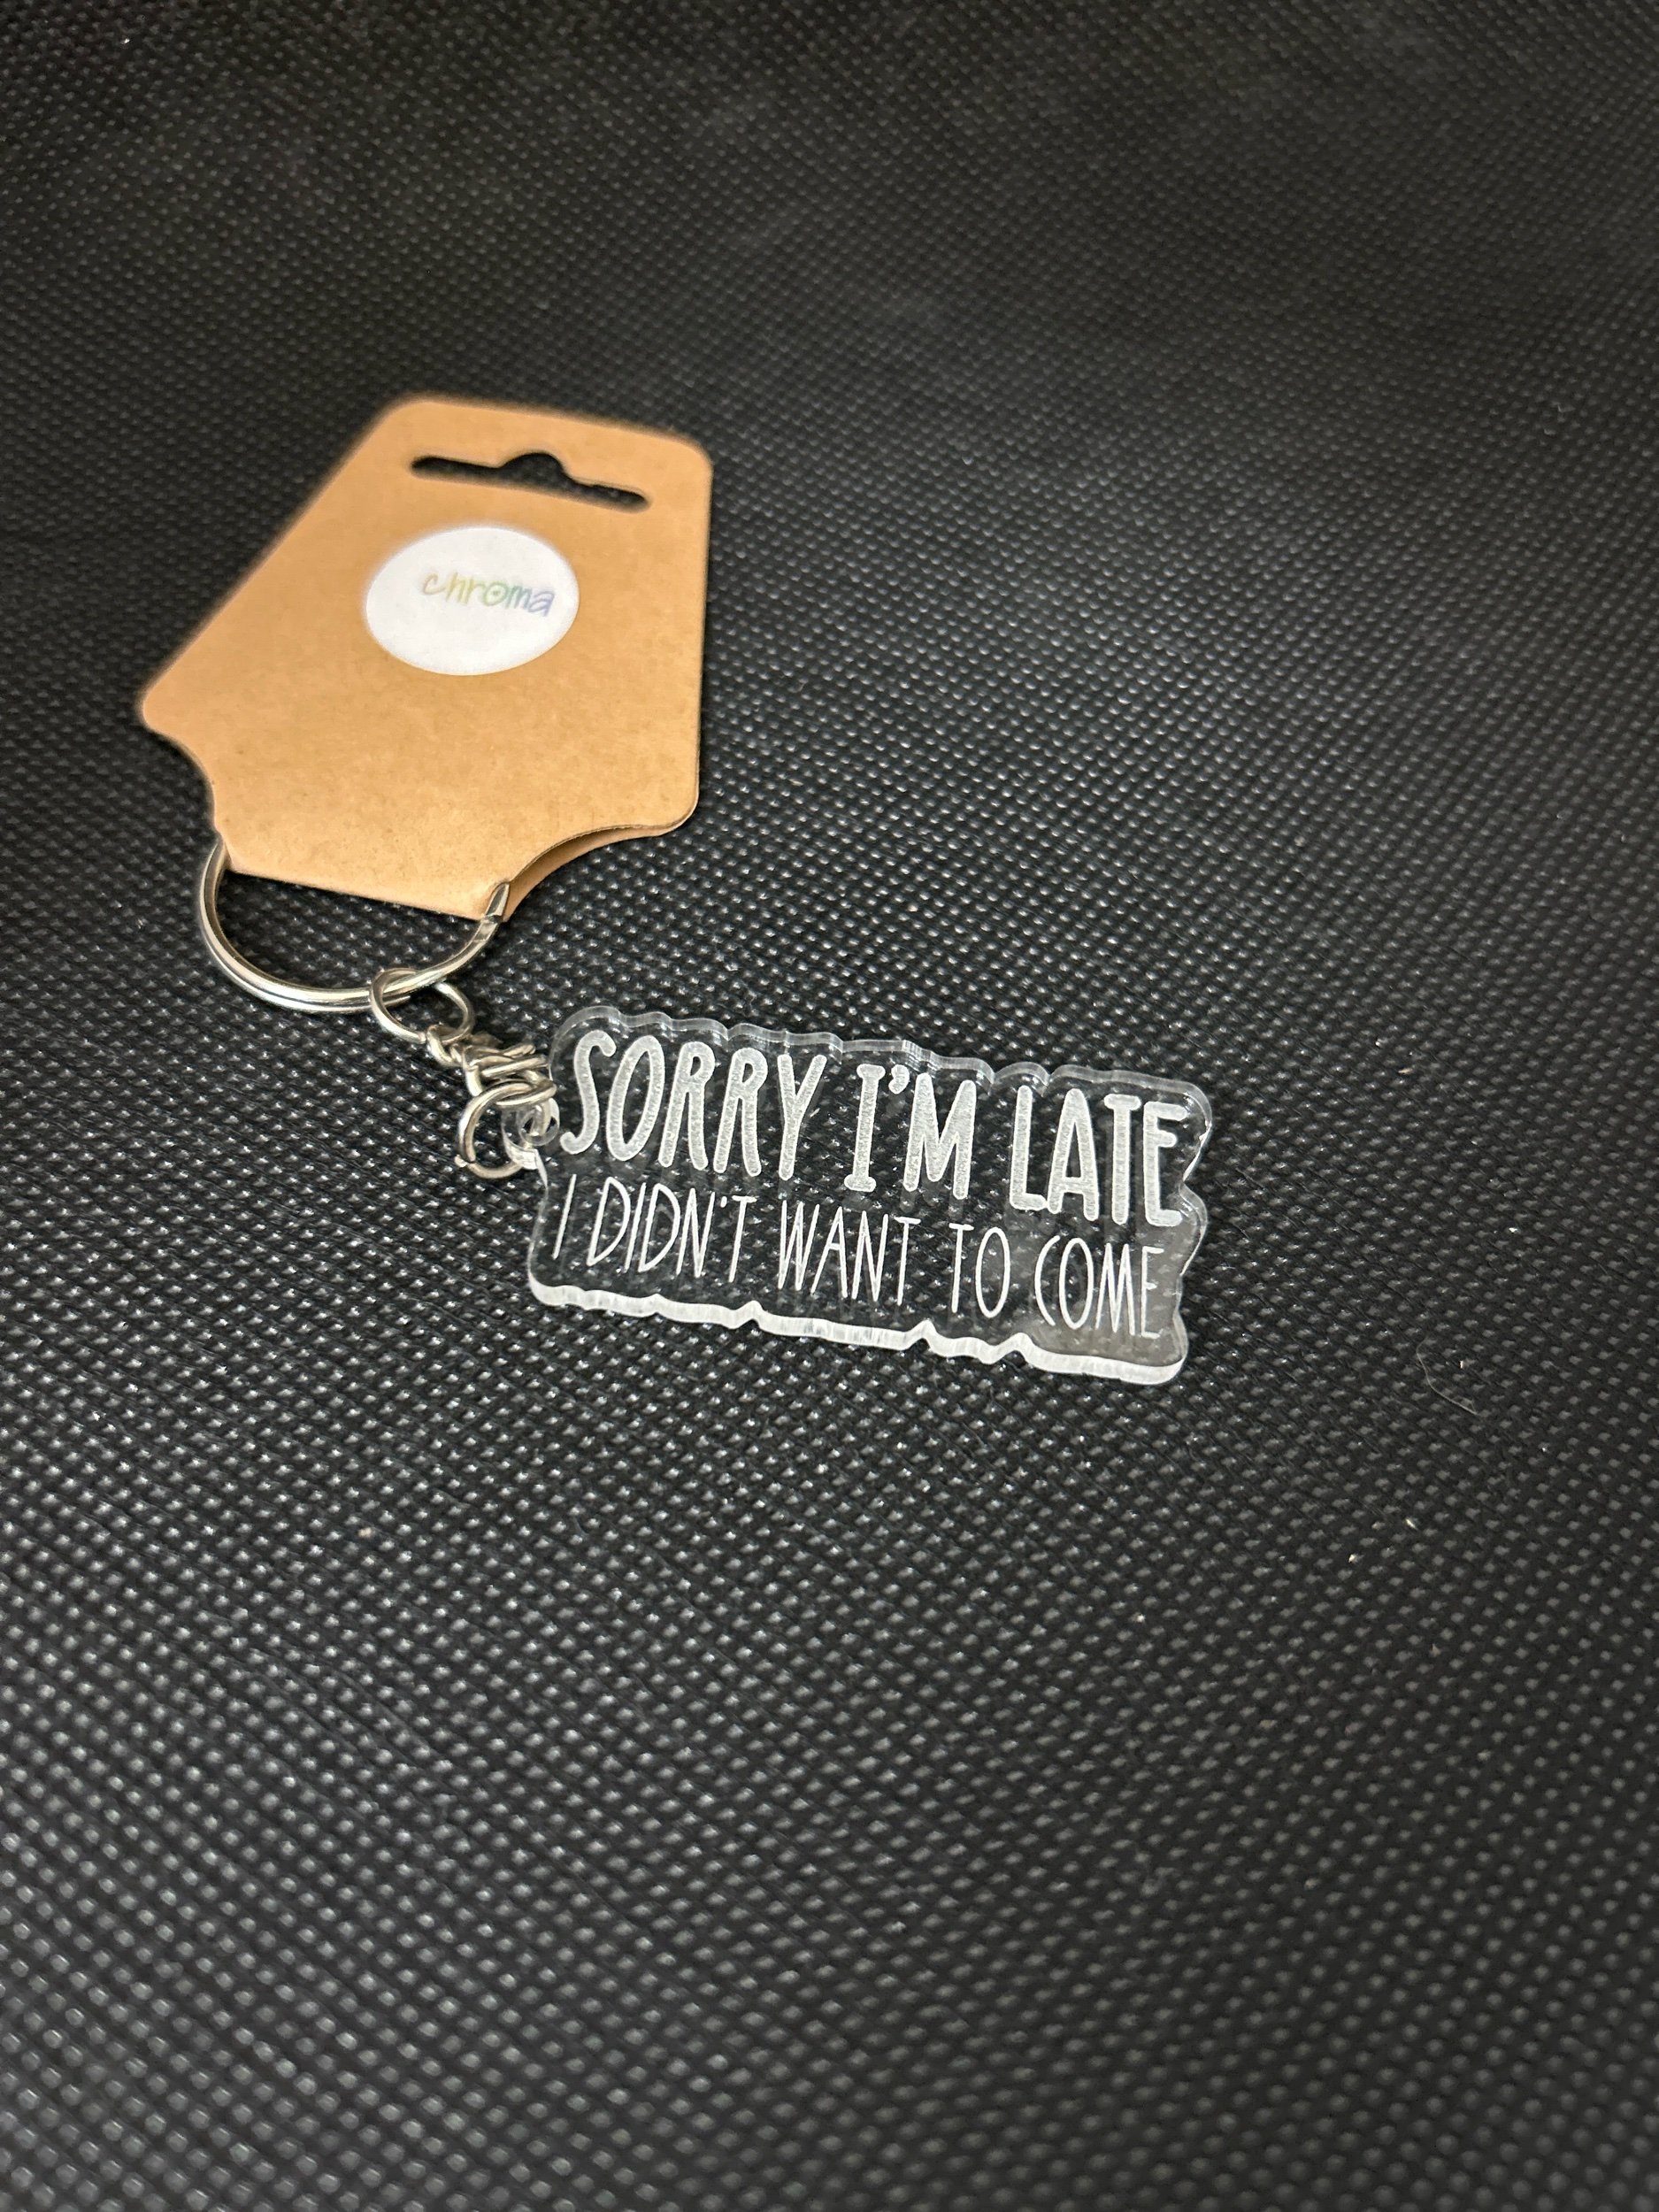 chroma
SORRY I'M LATE
I DIDN'T WANT TO COME